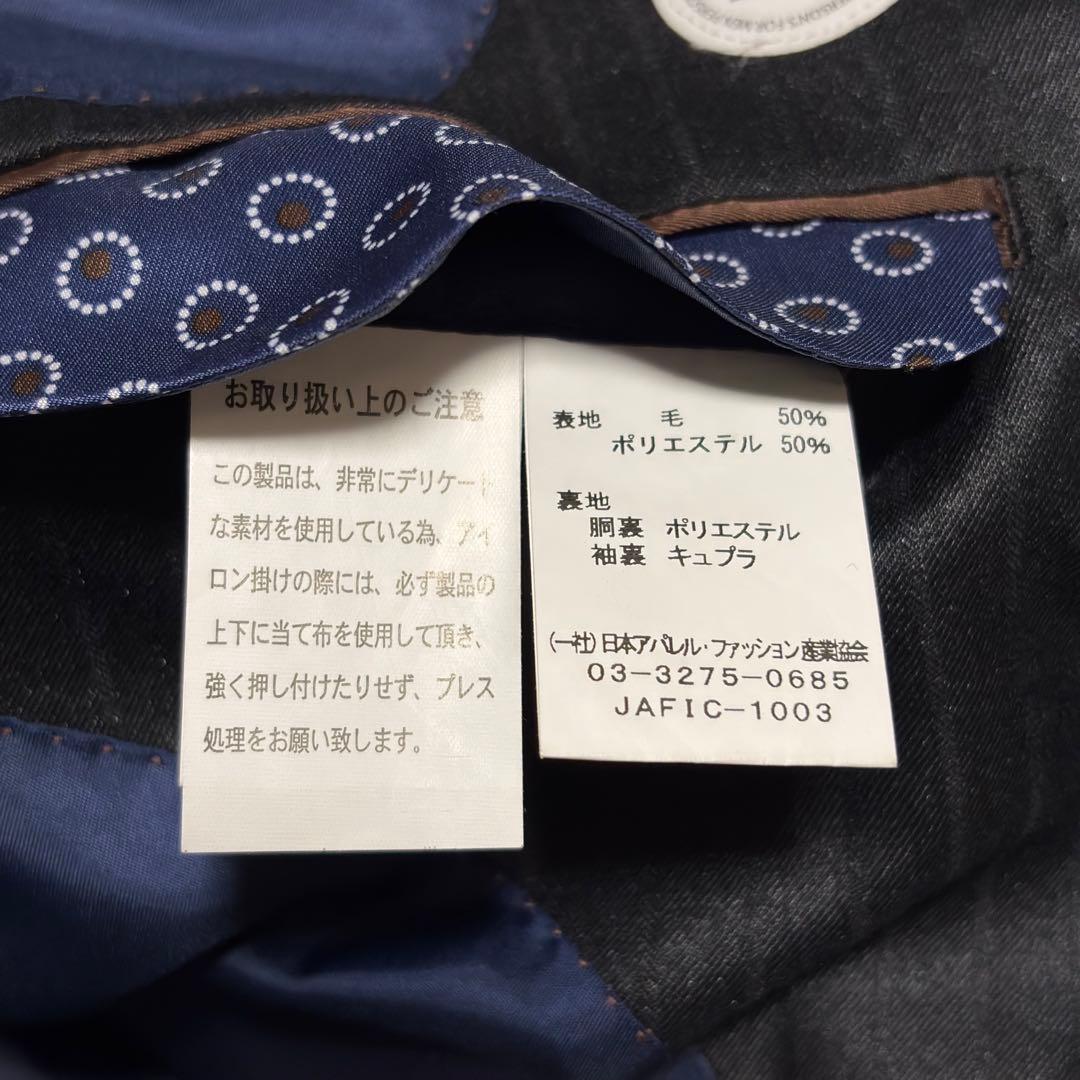 PERSON'S FOR MEN
お取り扱い上のご注意
この製品は、非常にデリケート
な素材を使用している為、アイ
ロン掛けの際には、必ず製品の
上下に当て布を使用して頂き、
強く押し付けたりせず、プレス
処理をお願い致します。
表地 毛 50%
ポリエステル 50%
裏地
胴裏 ポリエステル
袖裏 キュプラ
(一社)日本アパレル・ファッション産業協会
03-3275-0685
JAFIC-1003